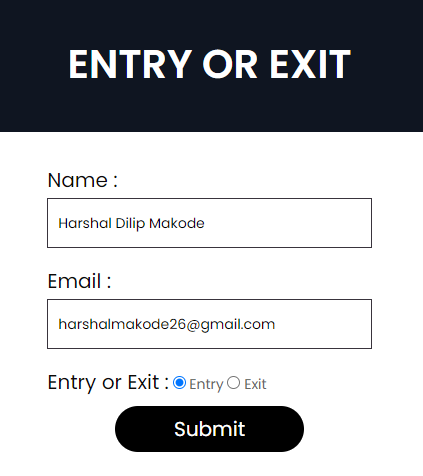 ENTRY OR EXIT
Name :
Harshal Dilip Makode
Email :
harshalmakode26@gmail.com
Entry or Exit : Entry Exit
Submit